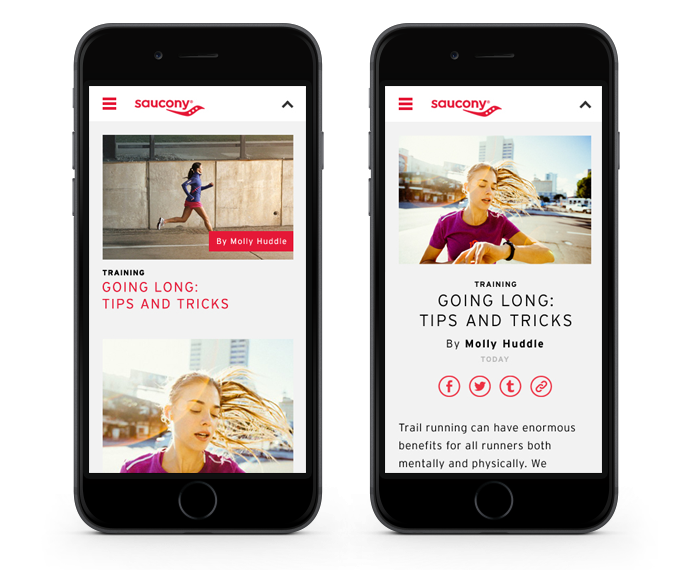 saucony®
By Molly Huddle
TRAINING
GOING LONG:
TIPS AND TRICKS
saucony®
TRAINING
GOING LONG:
TIPS AND TRICKS
By Molly Huddle
TODAY
Trail running can have enormous
benefits for all runners both
mentally and physically. We